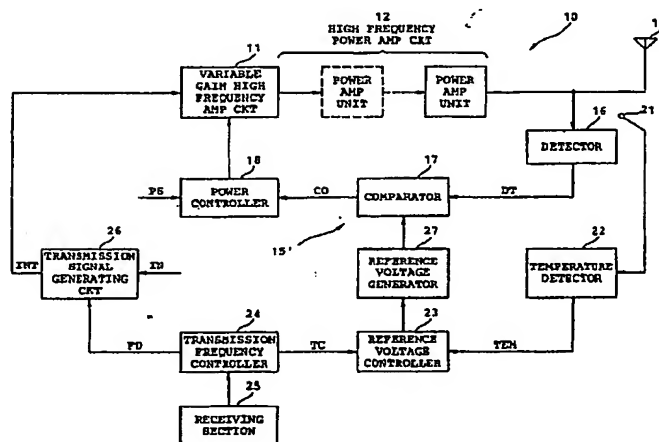 12
HIGH FREQUENCY
POWER AMP CKT
10
11
VARIABLE
GAIN HIGH
FREQUENCY
AMP CKT
POWER
AMP
UNIT
POWER
AMP
UNIT
16
21
DETECTOR
18
POWER
CONTROLLER
PS
CO
17
COMPARATOR
DT
15'
26
TRANSMISSION
SIGNAL
GENERATING
CKT
INT
IN
27
REFERENCE
VOLTAGE
GENERATOR
22
TEMPERATURE
DETECTOR
24
TRANSMISSION
FREQUENCY
CONTROLLER
FD
TC
23
REFERENCE
VOLTAGE
CONTROLLER
TEM
25
RECEIVING
SECTION